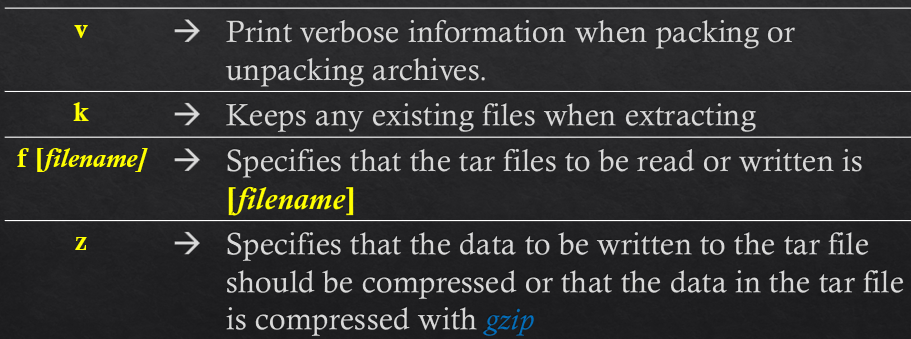 v → Print verbose information when packing or
unpacking archives.
k → Keeps any existing files when extracting
f [filename] → Specifies that the tar files to be read or written is
[filename]
z → Specifies that the data to be written to the tar file
should be compressed or that the data in the tar file
is compressed with gzip